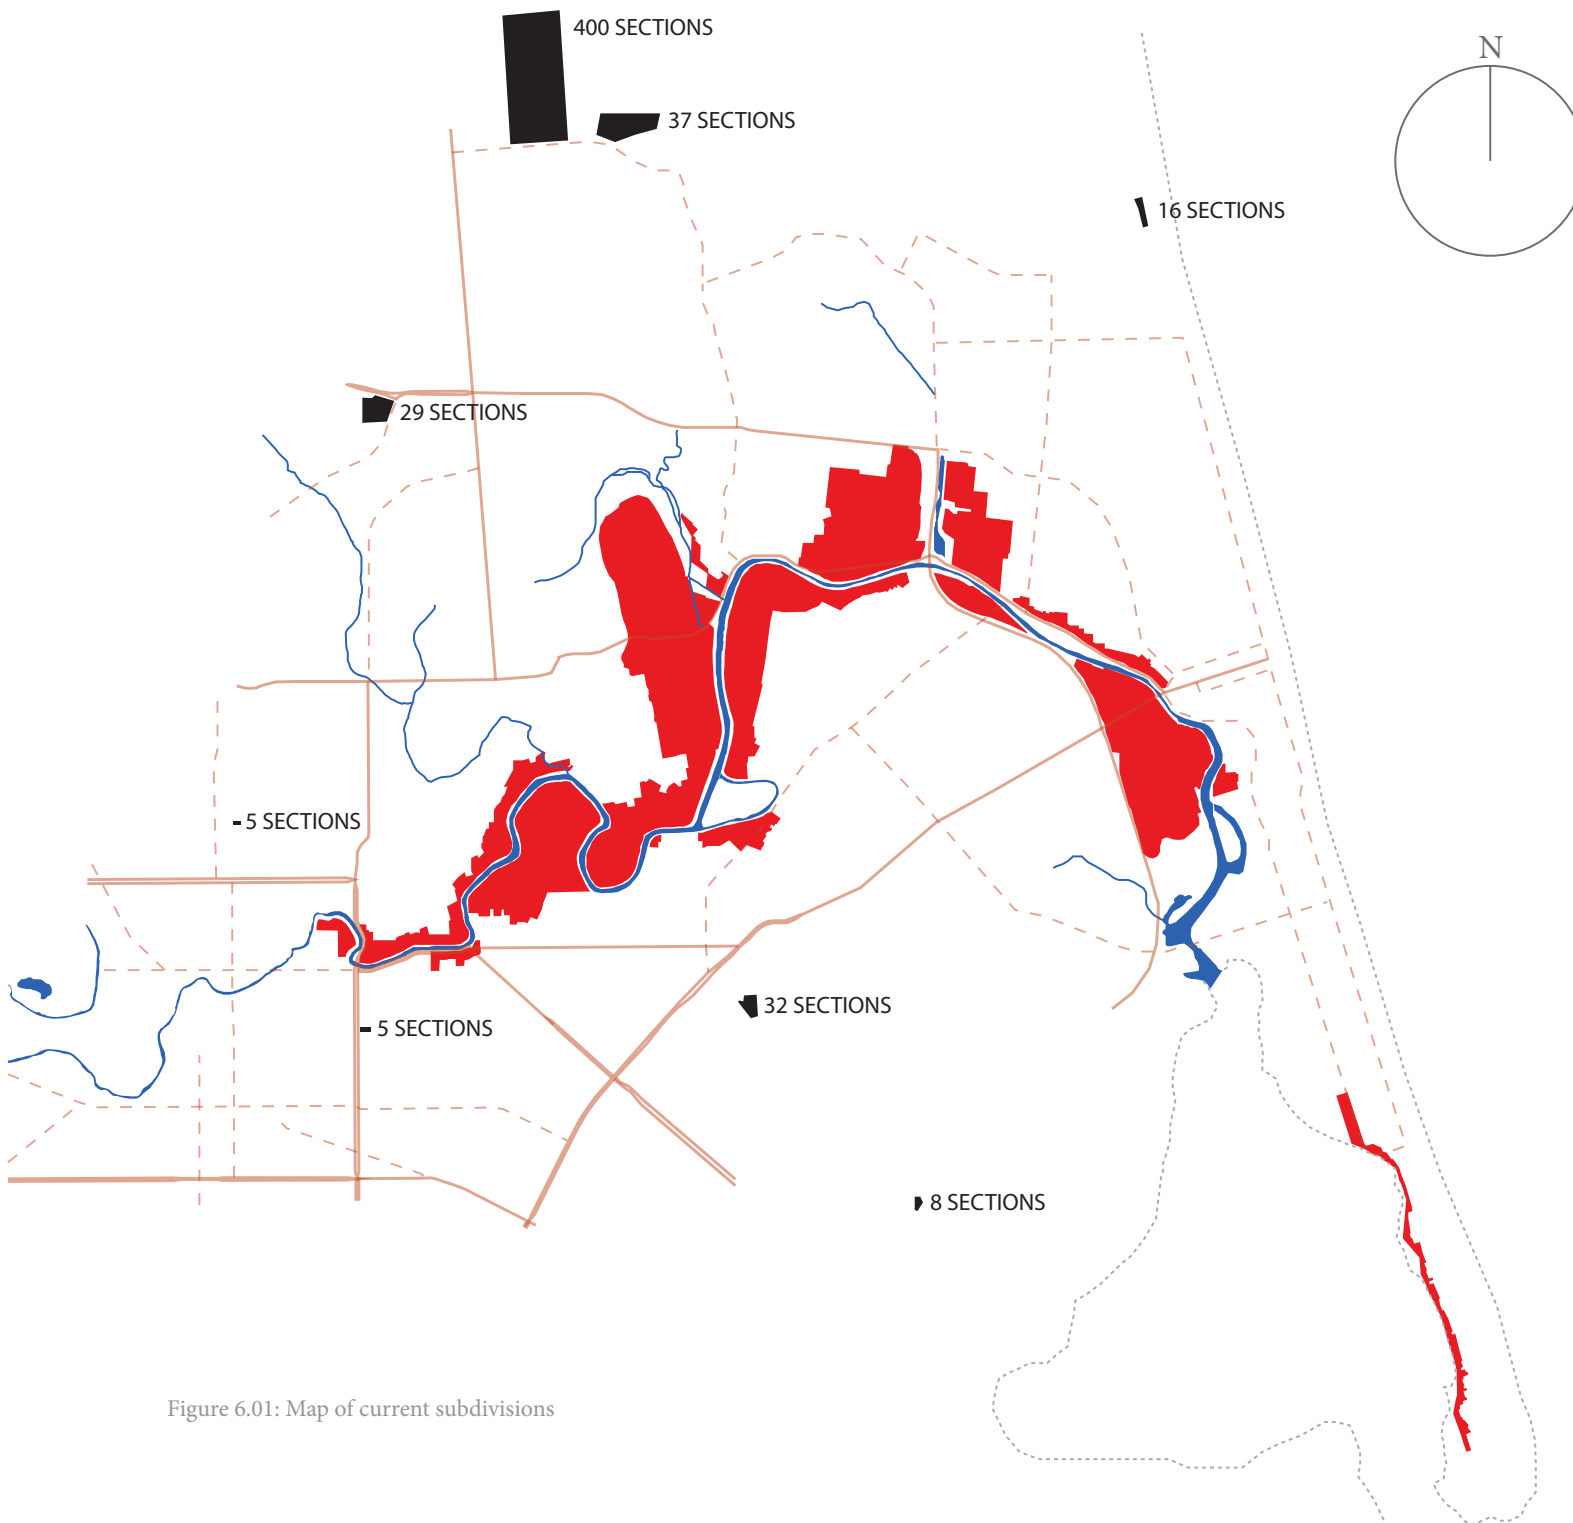 400 SECTIONS
N
37 SECTIONS
16 SECTIONS
29 SECTIONS
5 SECTIONS
32 SECTIONS
5 SECTIONS
8 SECTIONS
Figure 6.01: Map of current subdivisions